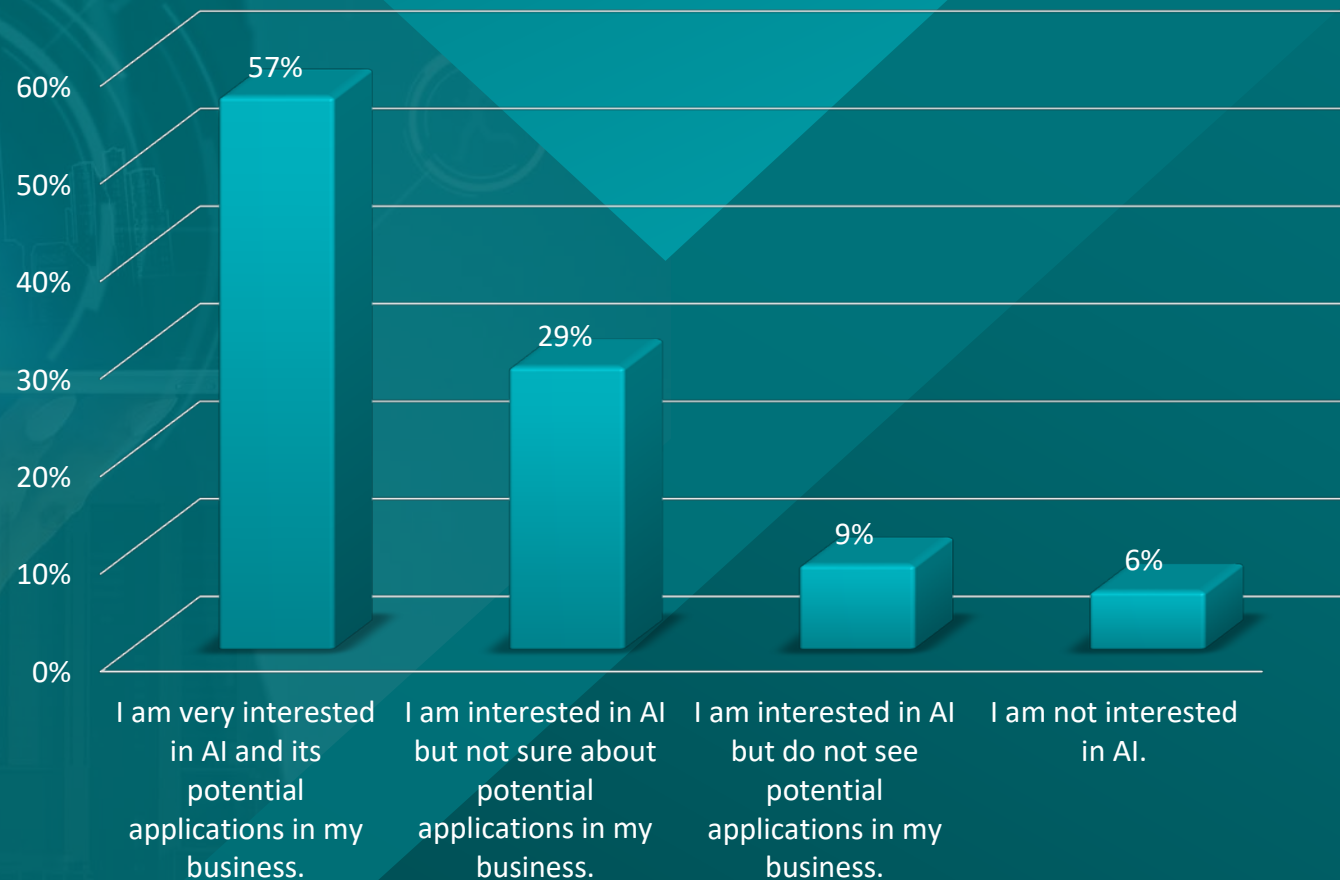 60%
50%
40%
30%
20%
10%
0%
57%
29%
9%
6%
I am very interested
in AI and its
potential
applications in my
business.
I am interested in AI
but not sure about
potential
applications in my
business.
I am interested in AI
but do not see
potential
applications in my
business.
I am not interested
in AI.